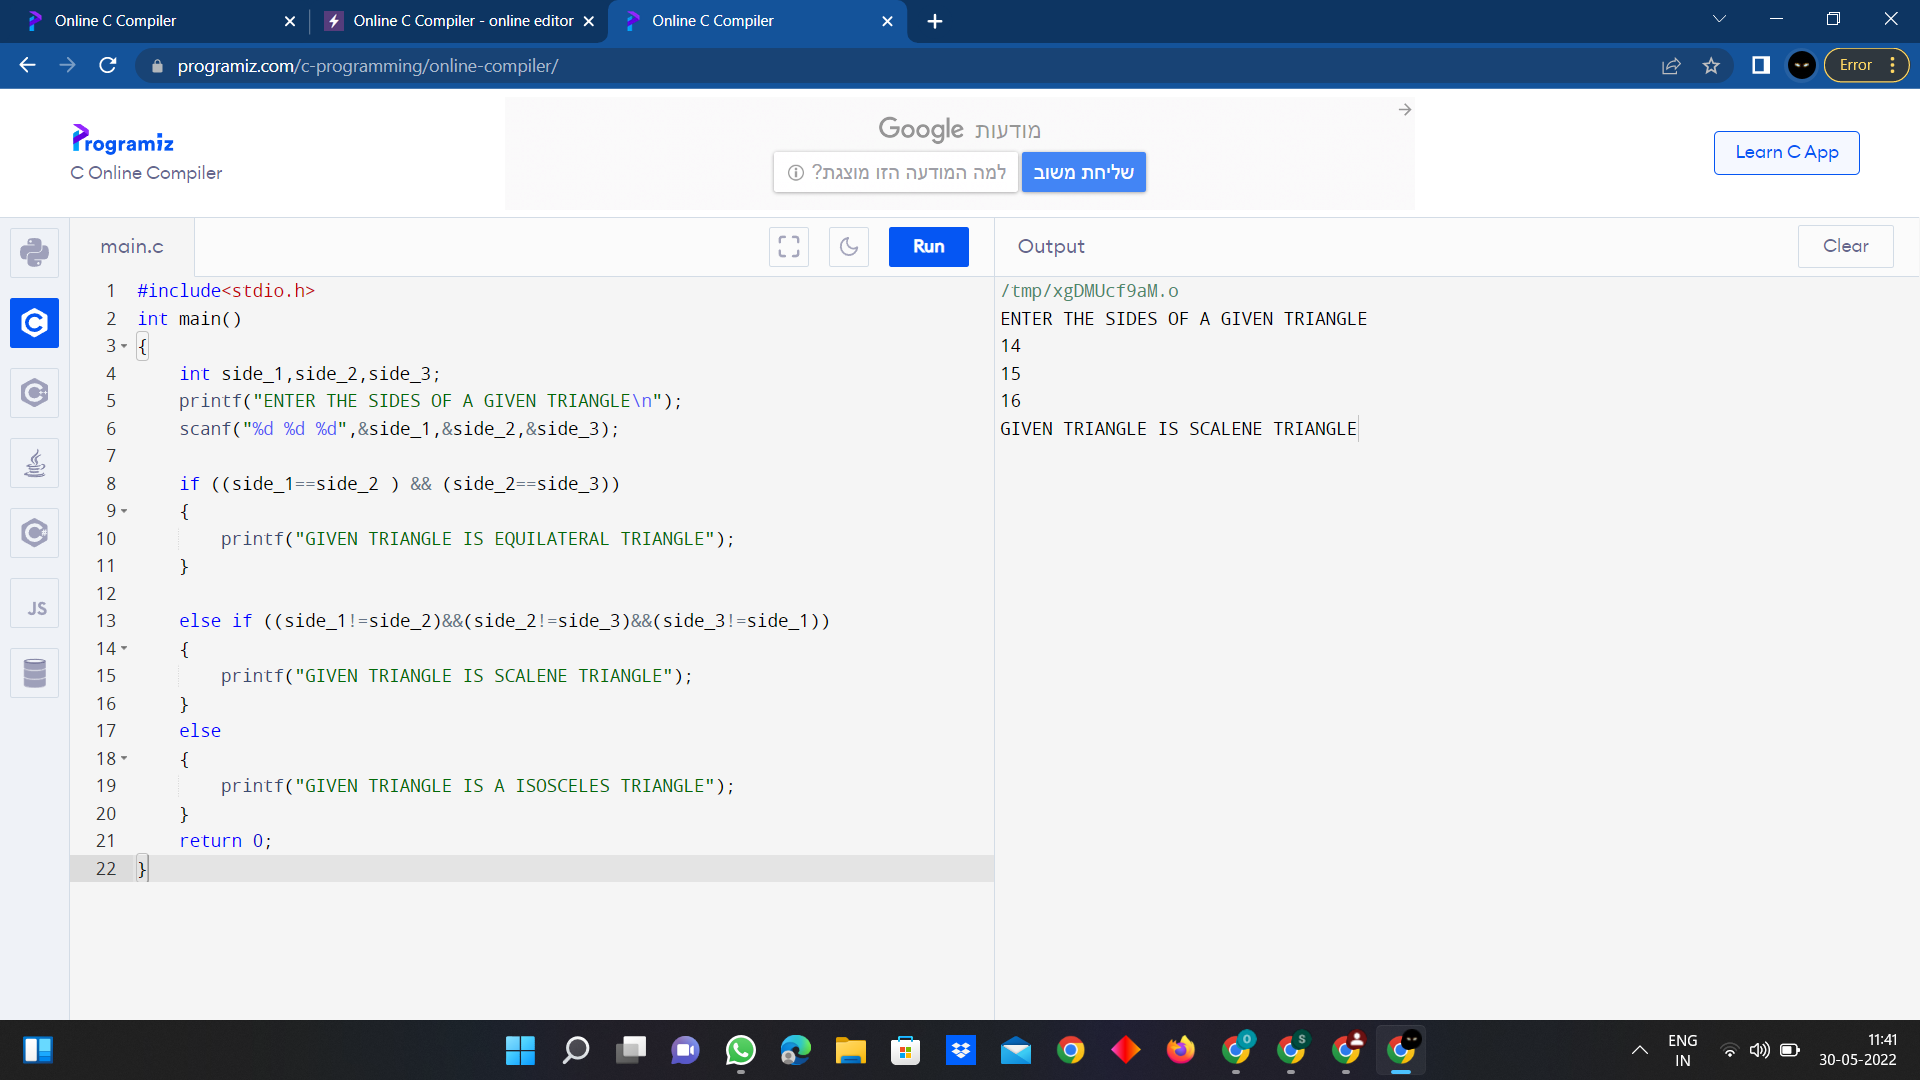 Online C Compiler
Online C Compiler - online editor
Online C Compiler
programiz.com/c-programming/online-compiler/
Error
Programiz
C Online Compiler
מודעות Google
שליחת משוב
למה המודעה הזו מוצגת?
Learn C App
main.c
Run
Output
Clear
1 #include<stdio.h>
2 int main()
3 {
4 int side_1,side_2,side_3;
5 printf("ENTER THE SIDES OF A GIVEN TRIANGLE\n");
6 scanf("%d %d %d",&side_1,&side_2,&side_3);
7
8 if ((side_1==side_2 ) && (side_2==side_3))
9 {
10 printf("GIVEN TRIANGLE IS EQUILATERAL TRIANGLE");
11 }
12
13 else if ((side_1!=side_2)&&(side_2!=side_3)&&(side_3!=side_1))
14 {
15 printf("GIVEN TRIANGLE IS SCALENE TRIANGLE");
16 }
17 else
18 {
19 printf("GIVEN TRIANGLE IS A ISOSCELES TRIANGLE");
20 }
21 return 0;
22 }
/tmp/xgDMUcf9aM.o
ENTER THE SIDES OF A GIVEN TRIANGLE
14
15
16
GIVEN TRIANGLE IS SCALENE TRIANGLE
JS
O
S
ENG
IN
11:41
30-05-2022